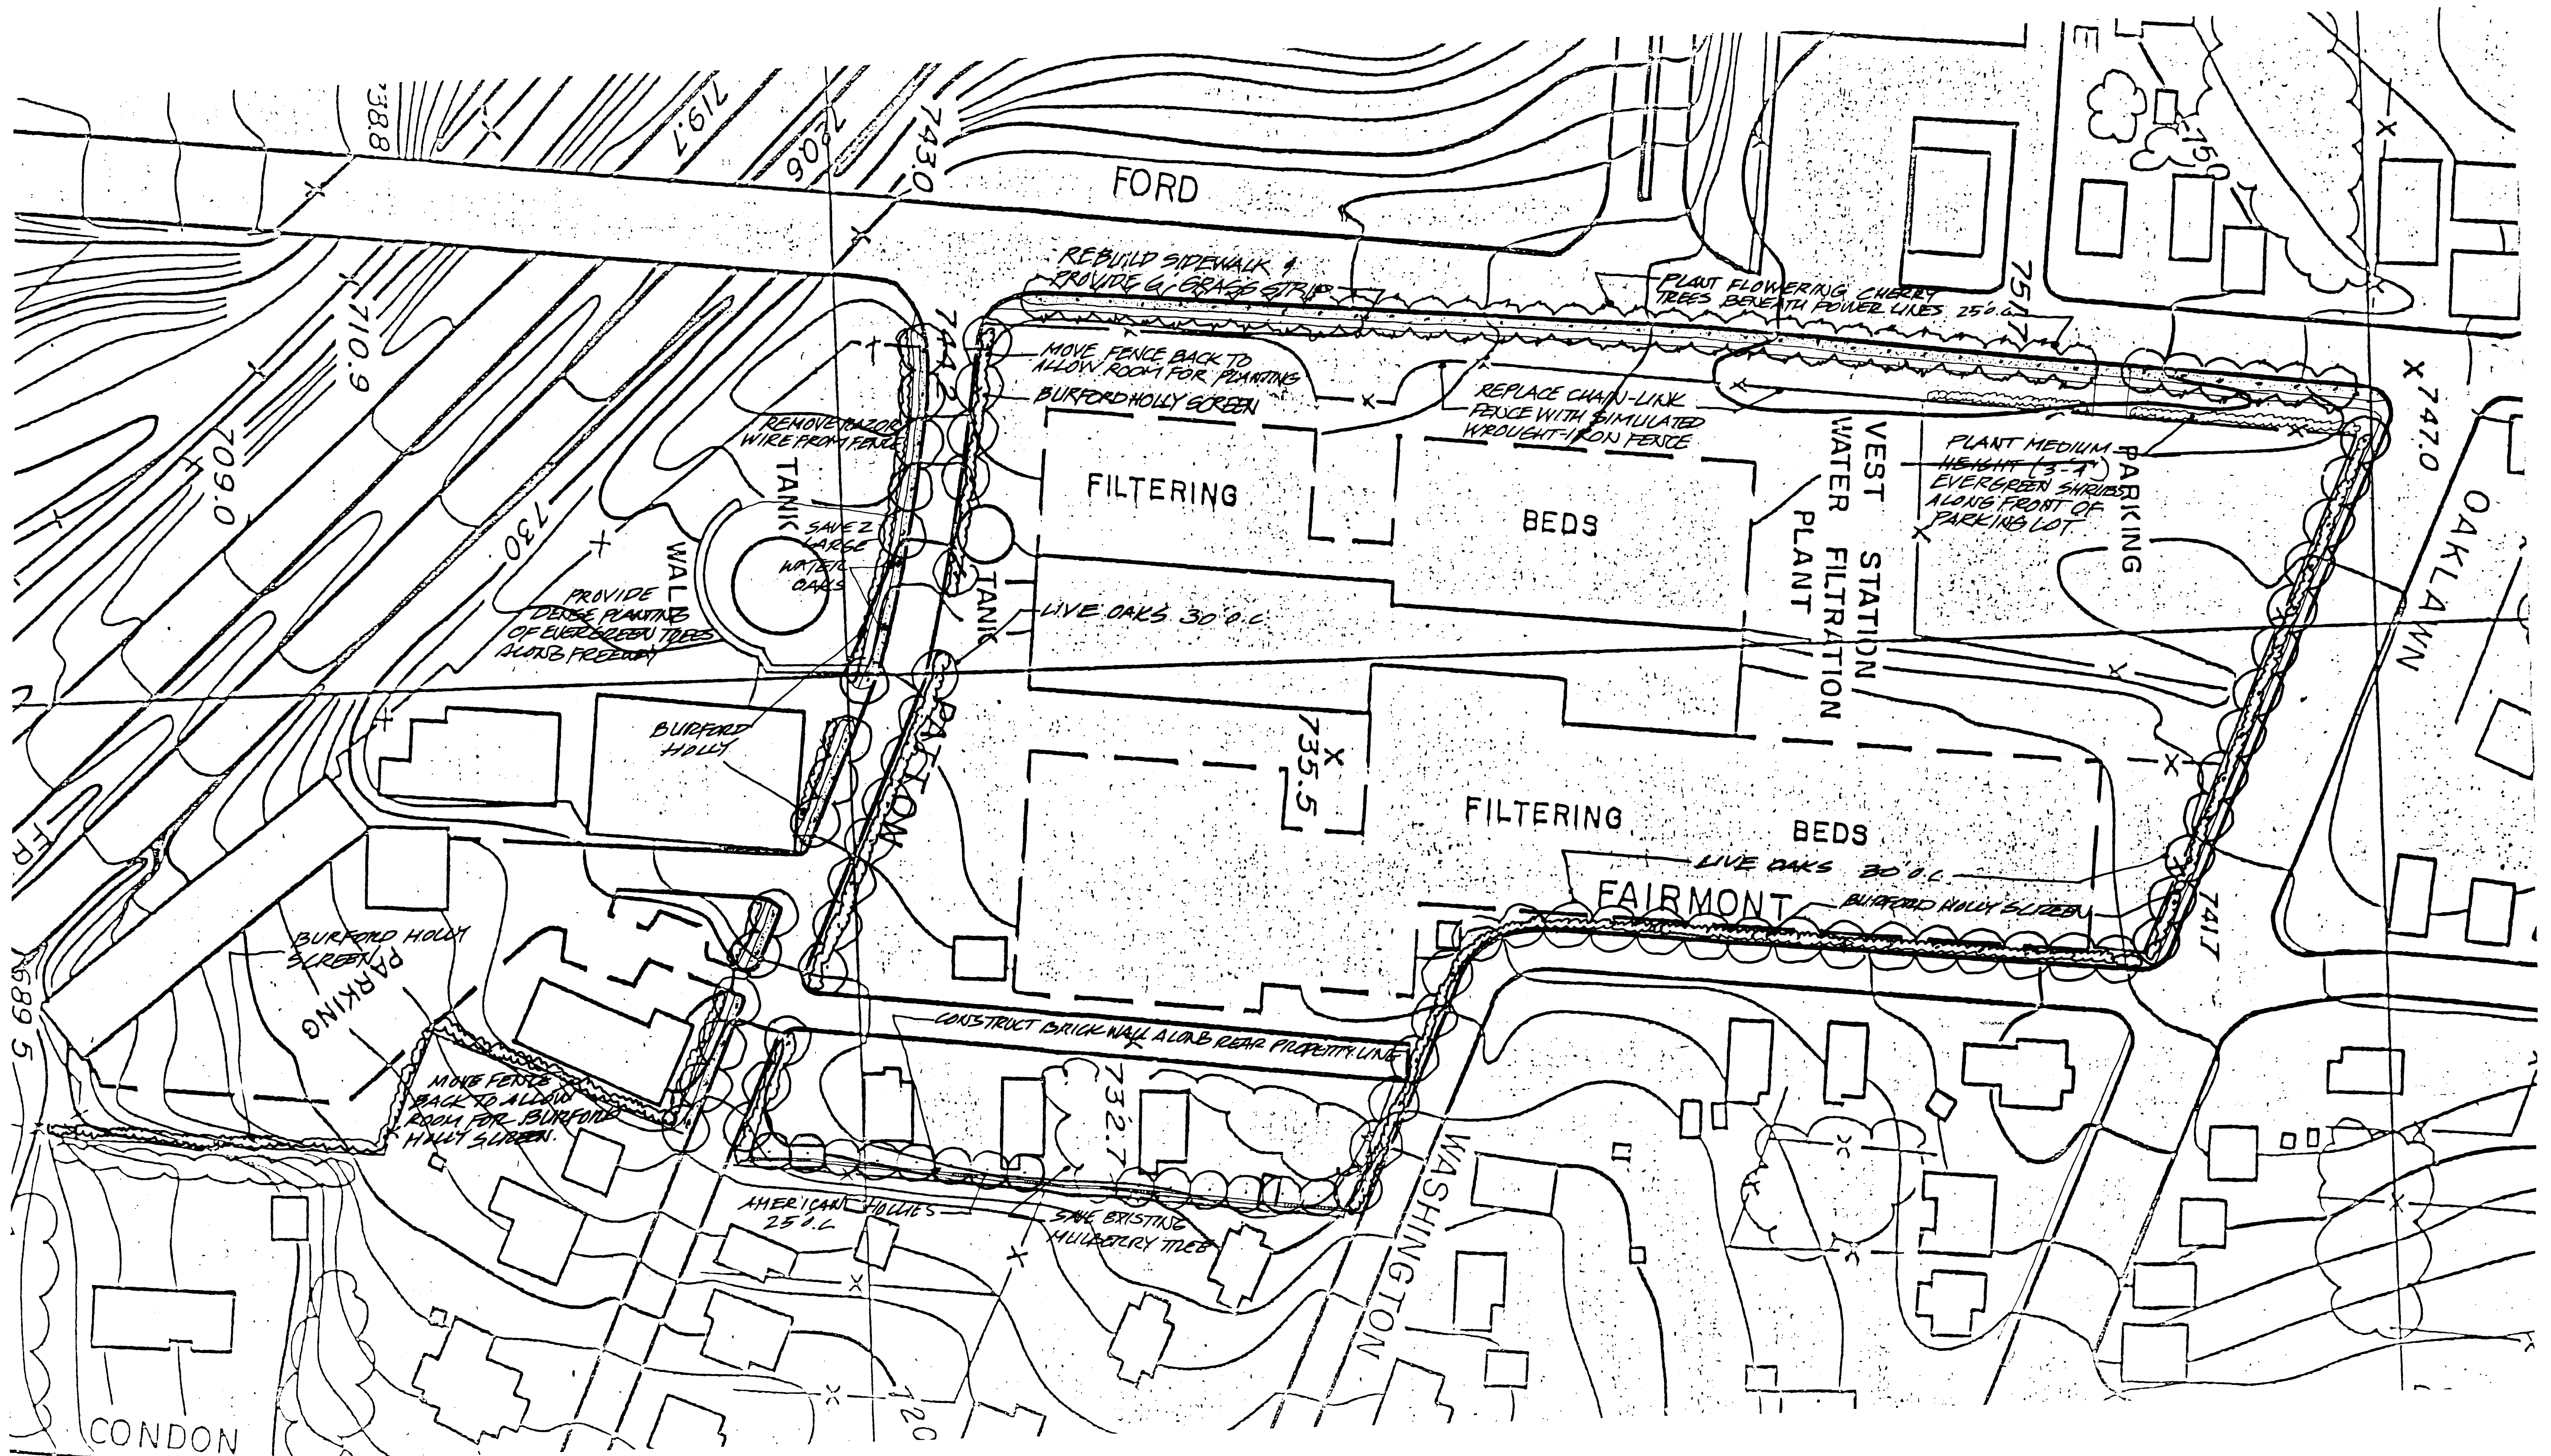 7388
719.7
720.6
743.0
FORD
E
750
REBUILD SIDEWALK &
PROVIDE 6' GRASS STRIP
PLANT FLOWERING CHERRY
TREES BENEATH POWER LINES 25' O.C.
751.7
X 747.0
OAKLAWN
710.9
709.0
730
744
MOVE FENCE BACK TO
ALLOW ROOM FOR PLANTING
BURFORD HOLLY SCREEN
REMOVE RAZOR
WIRE FROM FENCE
REPLACE CHAIN-LINK
FENCE WITH SIMULATED
WROUGHT-IRON FENCE
VEST STATION
WATER FILTRATION
PLANT
PLANT MEDIUM
HEIGHT (3'-4')
EVERGREEN SHRUBS
ALONG FRONT OF
PARKING LOT
PARKING
TANK
WALL
FILTERING
BEDS
SAVE 2
LARGE
WATER
OAKS
TANK
PROVIDE
DENSE PLANTING
OF EVERGREEN TREES
ALONG FREEWAY
LIVE OAKS 30' O.C.
BURFORD
HOLLY
PATTON
X
735.5
FILTERING
BEDS
LIVE OAKS 30' O.C.
FAIRMONT
BURFORD HOLLY SCREEN
7417
FR
BURFORD HOLLY
SCREEN
PARKING
689 5
CONSTRUCT BRICK WALL ALONG REAR PROPERTY LINE
MOVE FENCE
BACK TO ALLOW
ROOM FOR BURFORD
HOLLY SCREEN.
732.7
WASHINGTON
AMERICAN HOLLIES
25' O.C.
SAVE EXISTING
MULBERRY TREE
720
CONDON